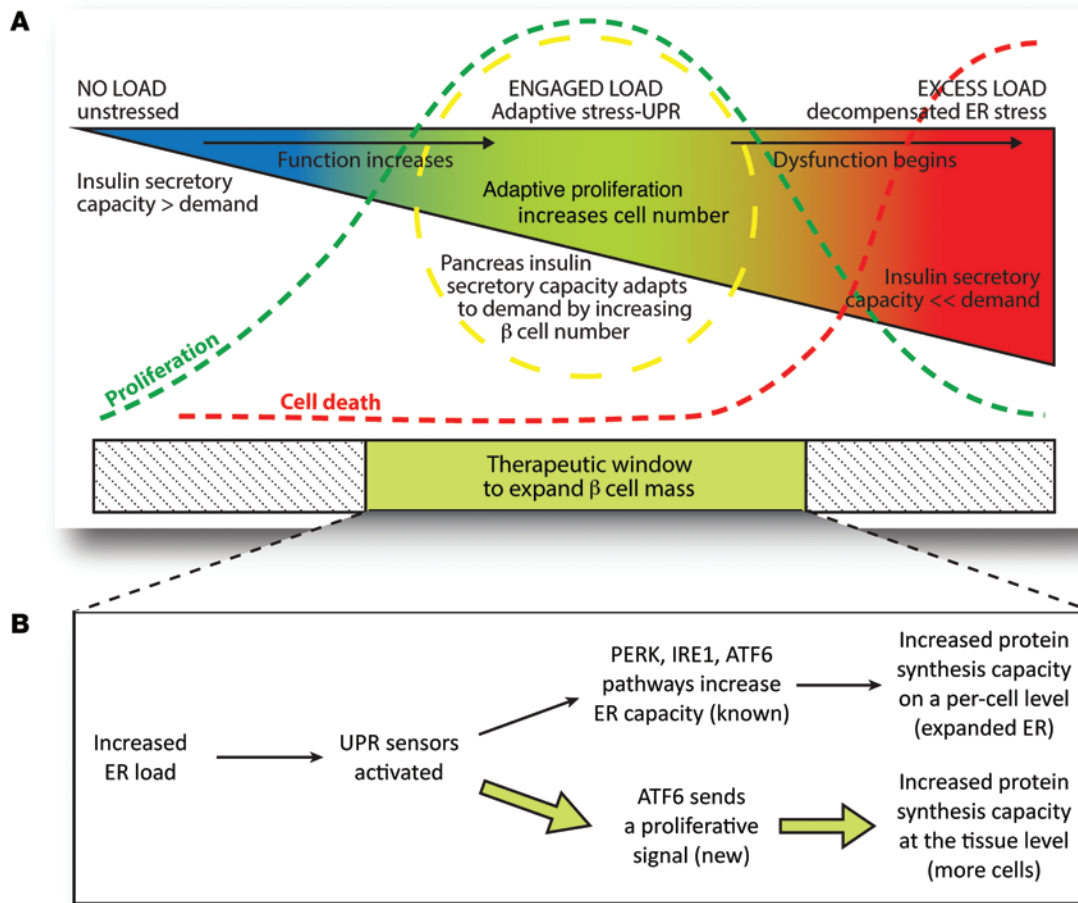 A
NO LOAD
unstressed
ENGAGED LOAD
Adaptive stress-UPR
EXCESS LOAD
decompensated ER stress
Function increases
Dysfunction begins
Insulin secretory
capacity > demand
Adaptive proliferation
increases cell number
Pancreas insulin
secretory capacity adapts
to demand by increasing
β cell number
Insulin secretory
capacity << demand
Proliferation
Cell death
Therapeutic window
to expand β cell mass
B
Increased
ER load
UPR sensors
activated
PERK, IRE1, ATF6
pathways increase
ER capacity (known)
Increased protein
synthesis capacity
on a per-cell level
(expanded ER)
ATF6 sends
a proliferative
signal (new)
Increased protein
synthesis capacity
at the tissue level
(more cells)